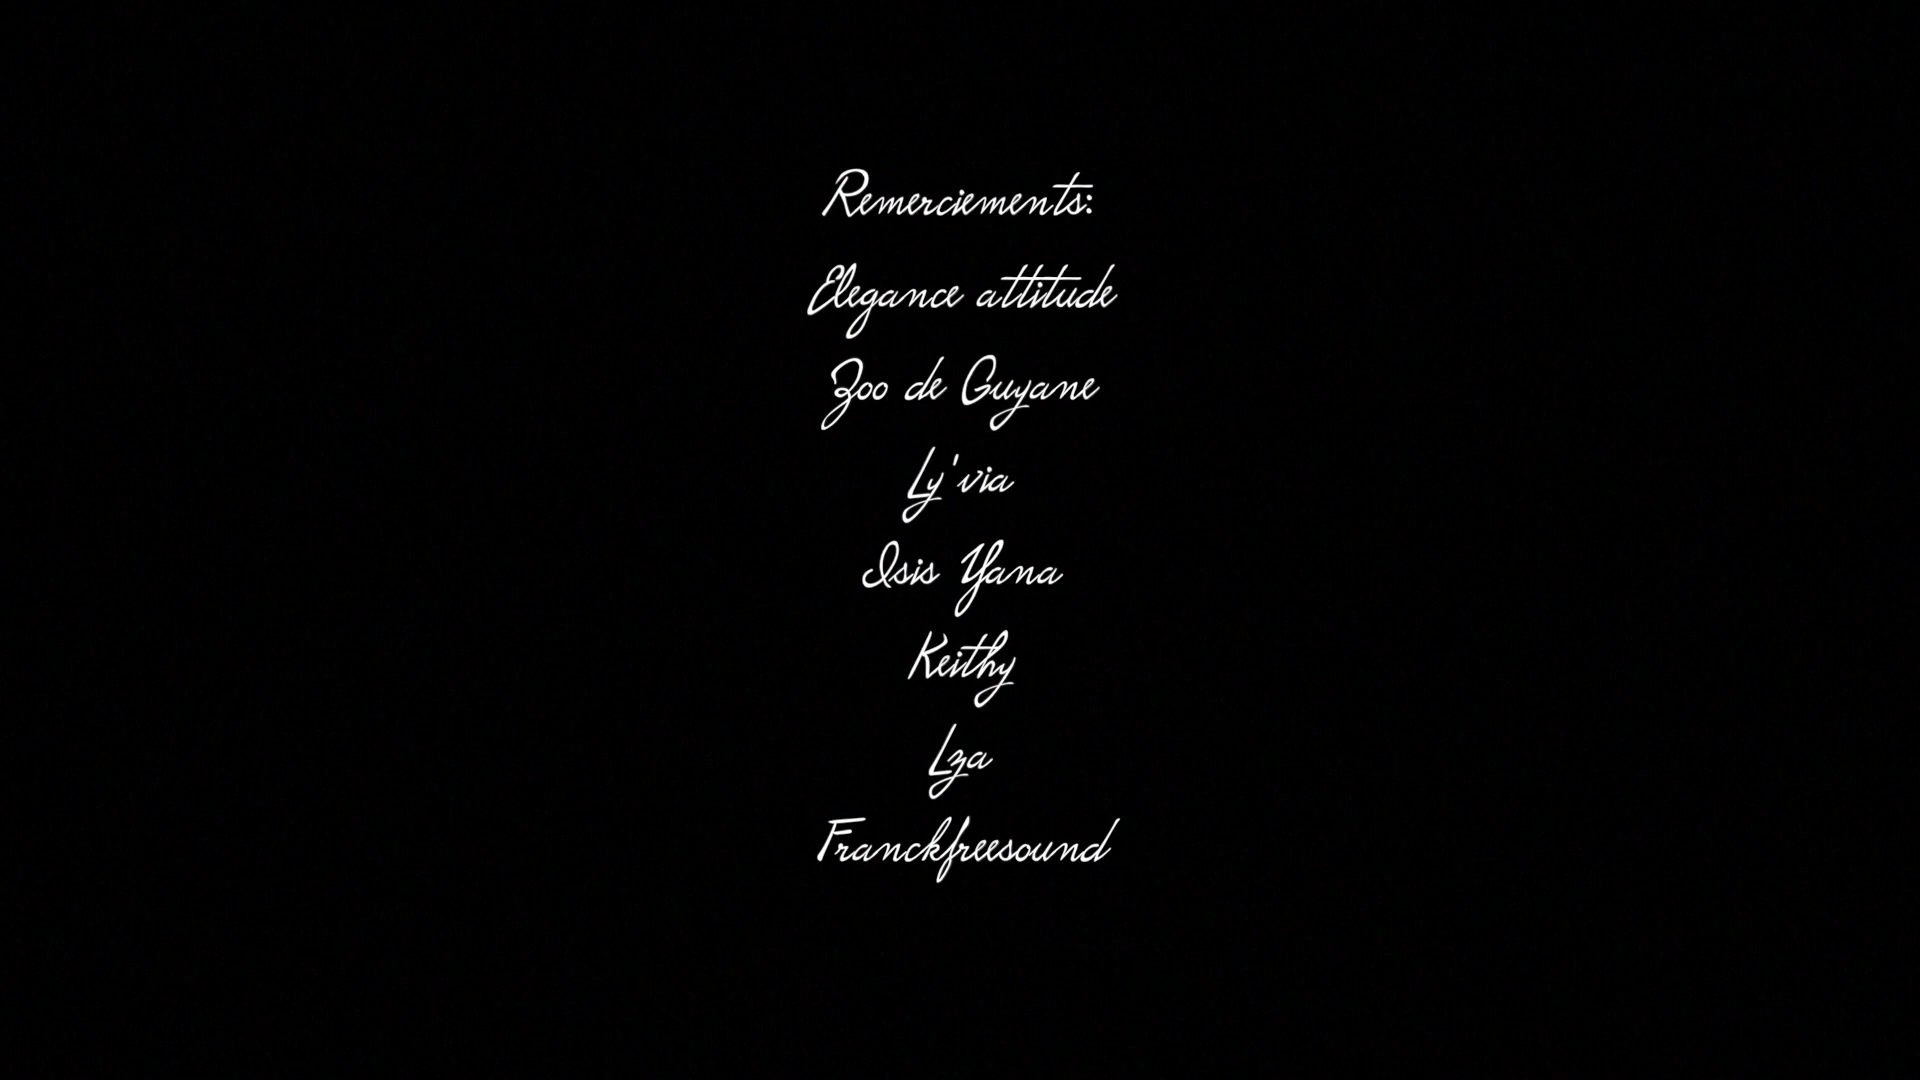 Remerciements:
Elegance attitude
Zoo de Guyane
Ly'via
Isis Yana
Keithy
Lza
Franckfreesound